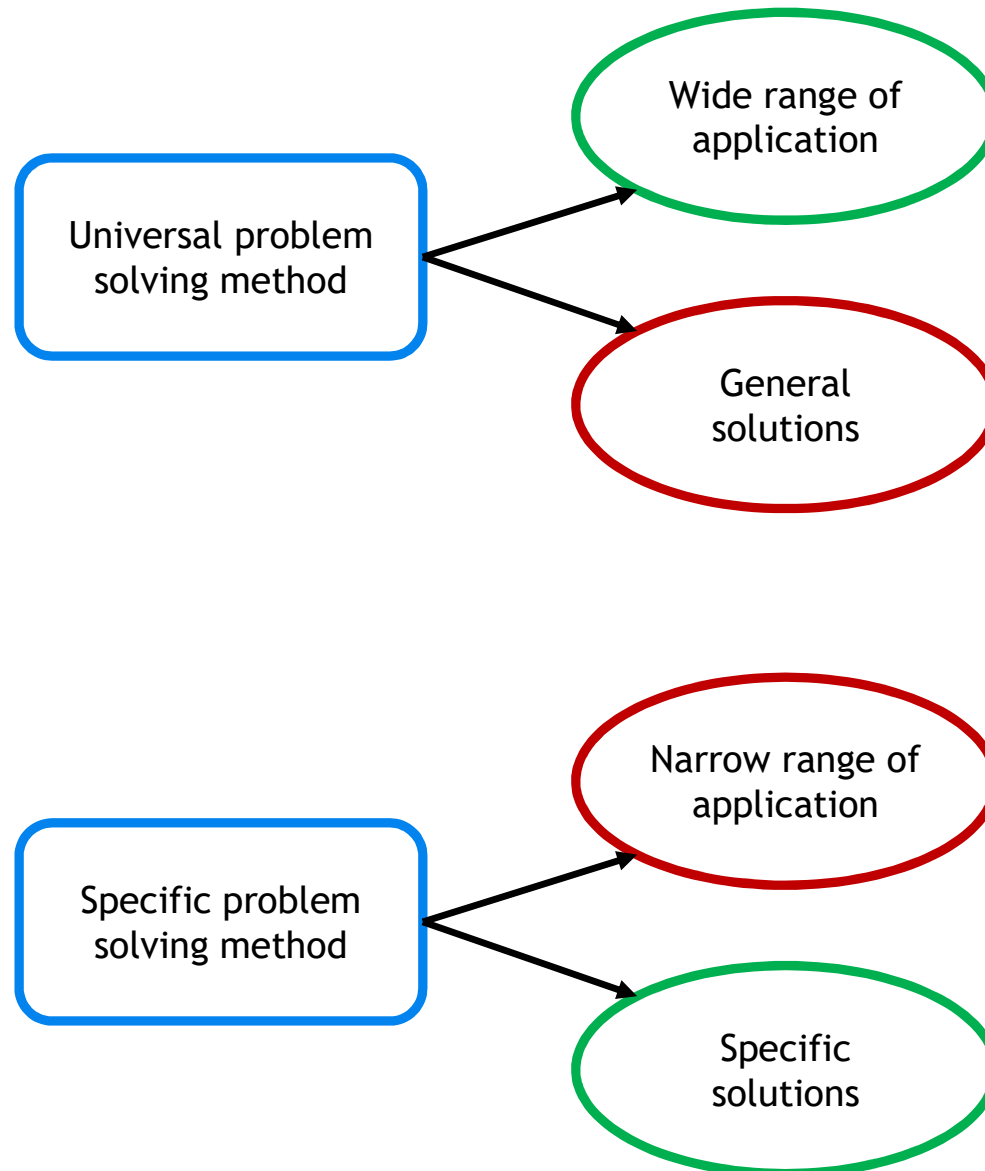 Wide range of
application
Universal problem
solving method
General
solutions
Narrow range of
application
Specific problem
solving method
Specific
solutions